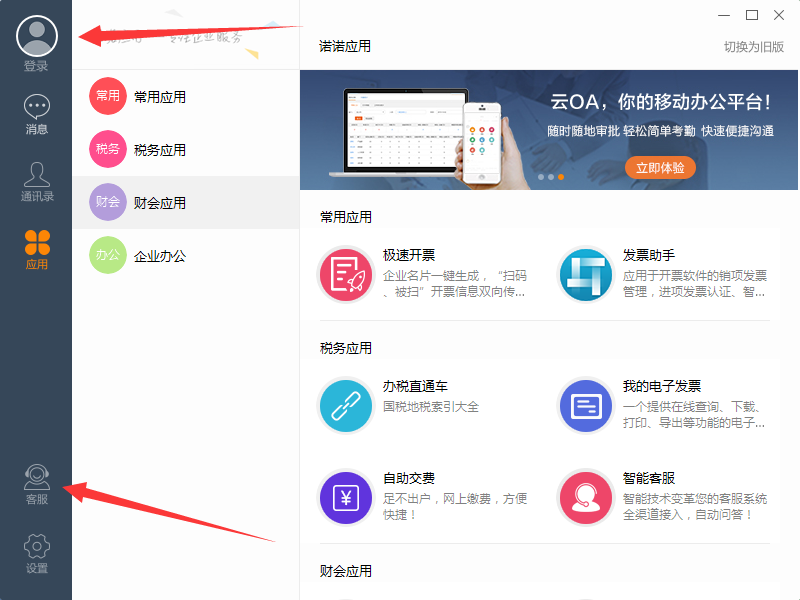 登录
消息
通讯录
应用
客服
设置
专注企业服务
常用 常用应用
税务 税务应用
财会 财会应用
办公 企业办公
诺诺应用
切换为旧版
云OA，你的移动办公平台！
随时随地审批 轻松简单考勤 快速便捷沟通
立即体验
常用应用
极速开票
企业名片一键生成，“扫码
、被扫”开票信息双向传...
发票助手
应用于开票软件的销项发票
管理，进项发票认证、智...
税务应用
办税直通车
国税地税索引大全
我的电子发票
一个提供在线查询、下载、
打印、导出等功能的电子...
自助交费
足不出户，网上缴费，方便
快捷！
智能客服
智能技术变革您的客服系统
全渠道接入，自动问答！
财会应用